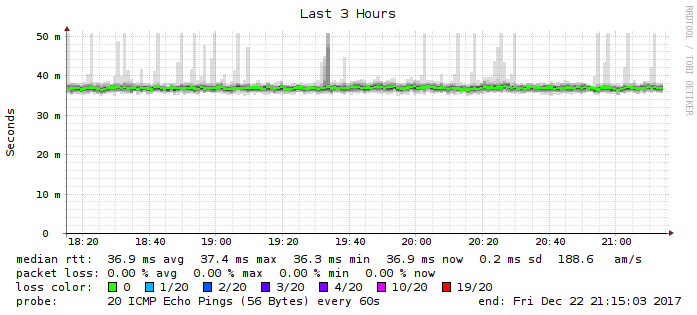 Last 3 Hours
RRDTOOL / TOBI OETIKER
Seconds
50 m
40 m
30 m
20 m
10 m
0
18:20 18:40 19:00 19:20 19:40 20:00 20:20 20:40 21:00
median rtt: 36.9 ms avg 37.4 ms max 36.3 ms min 36.9 ms now 0.2 ms sd 188.6 am/s
packet loss: 0.00 % avg 0.00 % max 0.00 % min 0.00 % now
loss color: 0 1/20 2/20 3/20 4/20 10/20 19/20
probe: 20 ICMP Echo Pings (56 Bytes) every 60s end: Fri Dec 22 21:15:03 2017